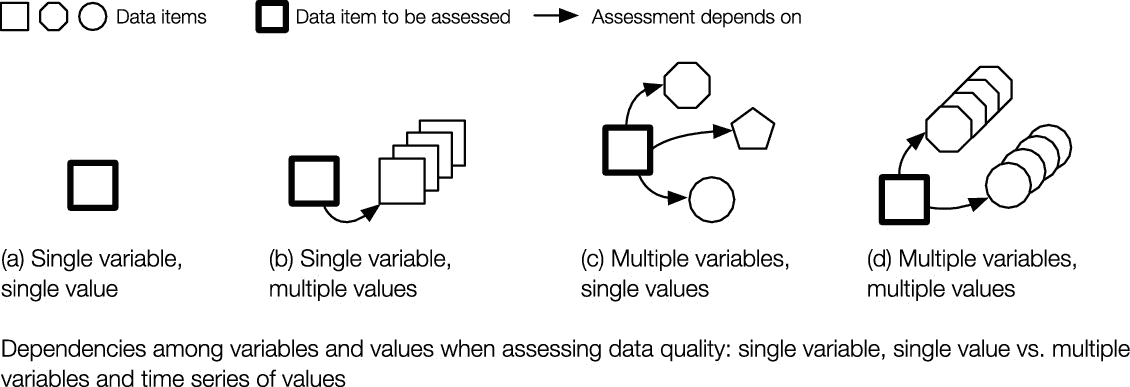 Data items
Data item to be assessed
Assessment depends on
(a) Single variable,
single value
(b) Single variable,
multiple values
(c) Multiple variables,
single values
(d) Multiple variables,
multiple values
Dependencies among variables and values when assessing data quality: single variable, single value vs. multiple
variables and time series of values